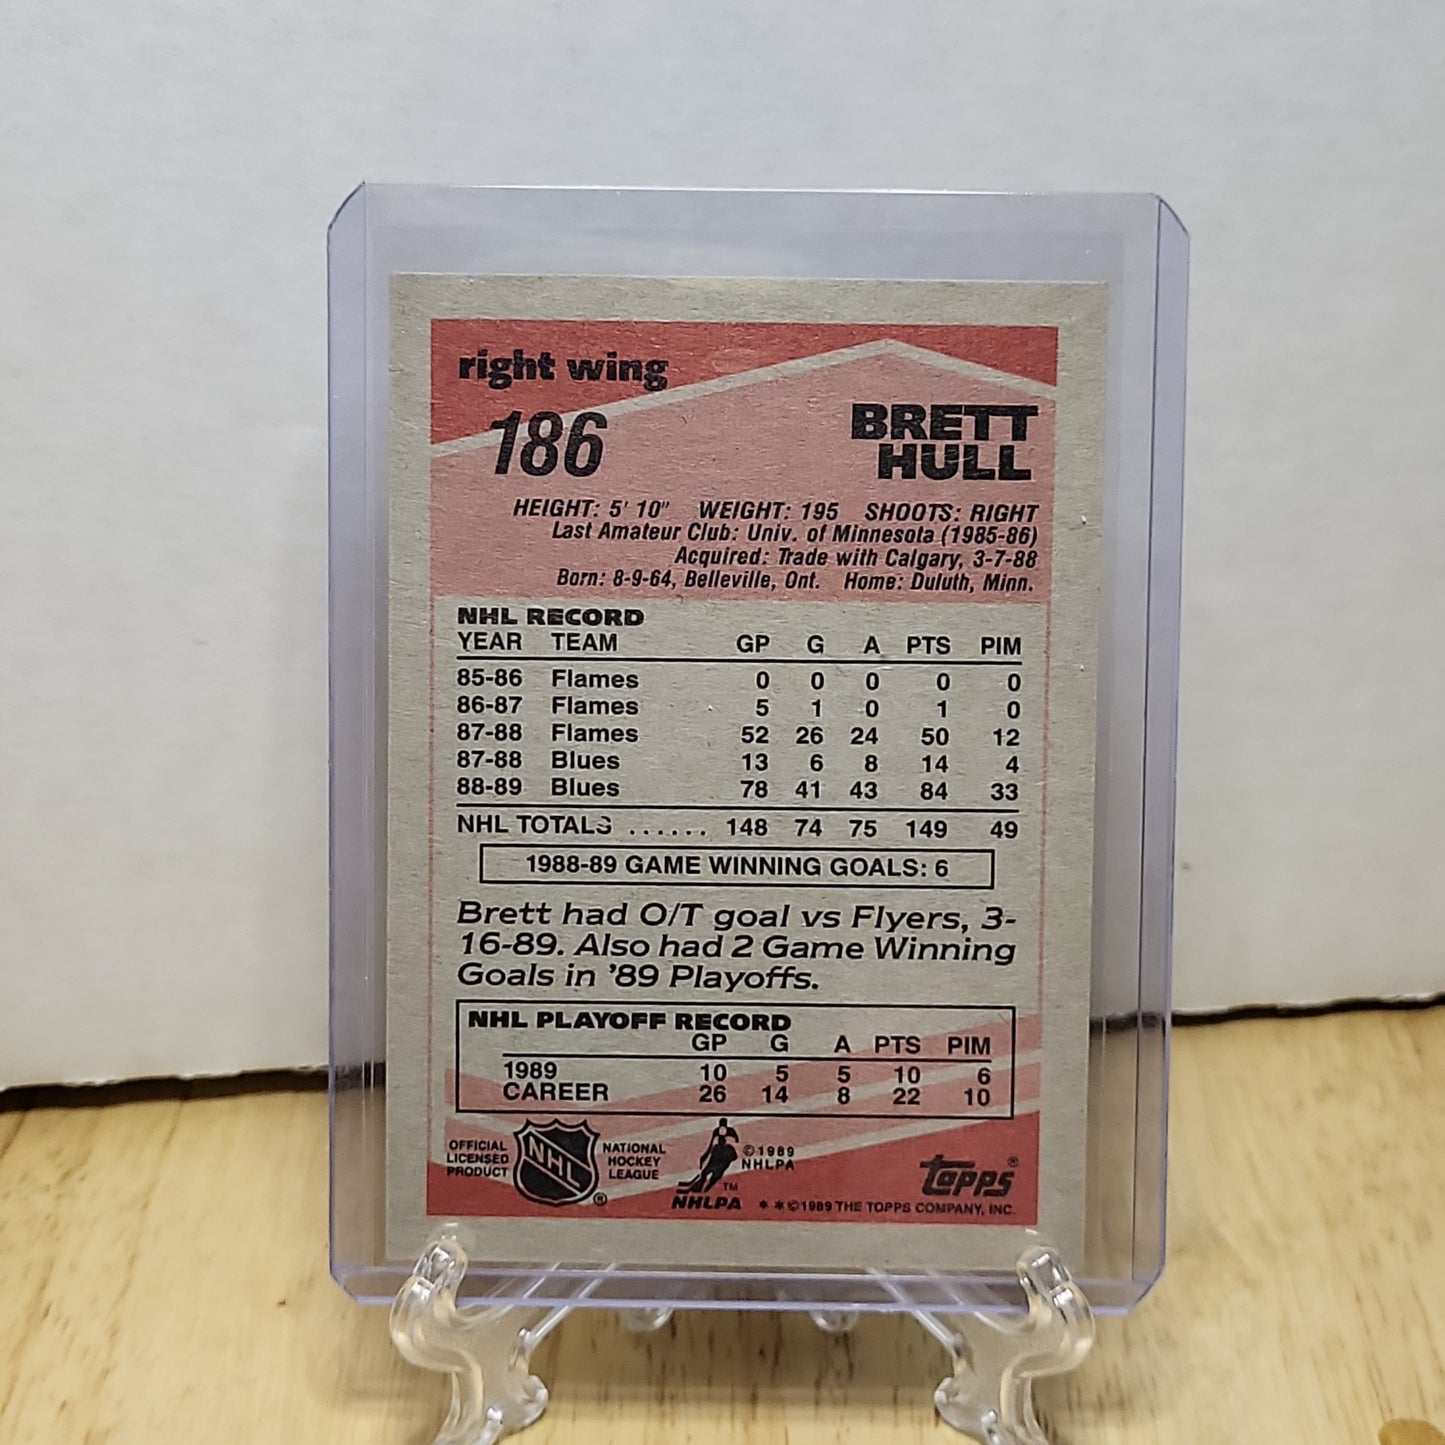 right wing
186
BRETT
HULL
HEIGHT: 5' 10" WEIGHT: 195 SHOOTS: RIGHT
Last Amateur Club: Univ. of Minnesota (1985-86)
Acquired: Trade with Calgary, 3-7-88
Born: 8-9-64, Belleville, Ont. Home: Duluth, Minn.
NHL RECORD
YEAR TEAM GP G A PTS PIM
85-86 Flames 0 0 0 0 0
86-87 Flames 5 1 0 1 0
87-88 Flames 52 26 24 50 12
87-88 Blues 13 6 8 14 4
88-89 Blues 78 41 43 84 33
NHL TOTALS ...... 148 74 75 149 49
1988-89 GAME WINNING GOALS: 6
Brett had O/T goal vs Flyers, 3-
16-89. Also had 2 Game Winning
Goals in '89 Playoffs.
NHL PLAYOFF RECORD
GP G A PTS PIM
1989 10 5 5 10 6
CAREER 26 14 8 22 10
OFFICIAL
LICENSED
PRODUCT
NHL
®
NATIONAL
HOCKEY
LEAGUE
©1989
NHLPA
TM
NHLPA
topps®
* * ©1989 THE TOPPS COMPANY, INC.